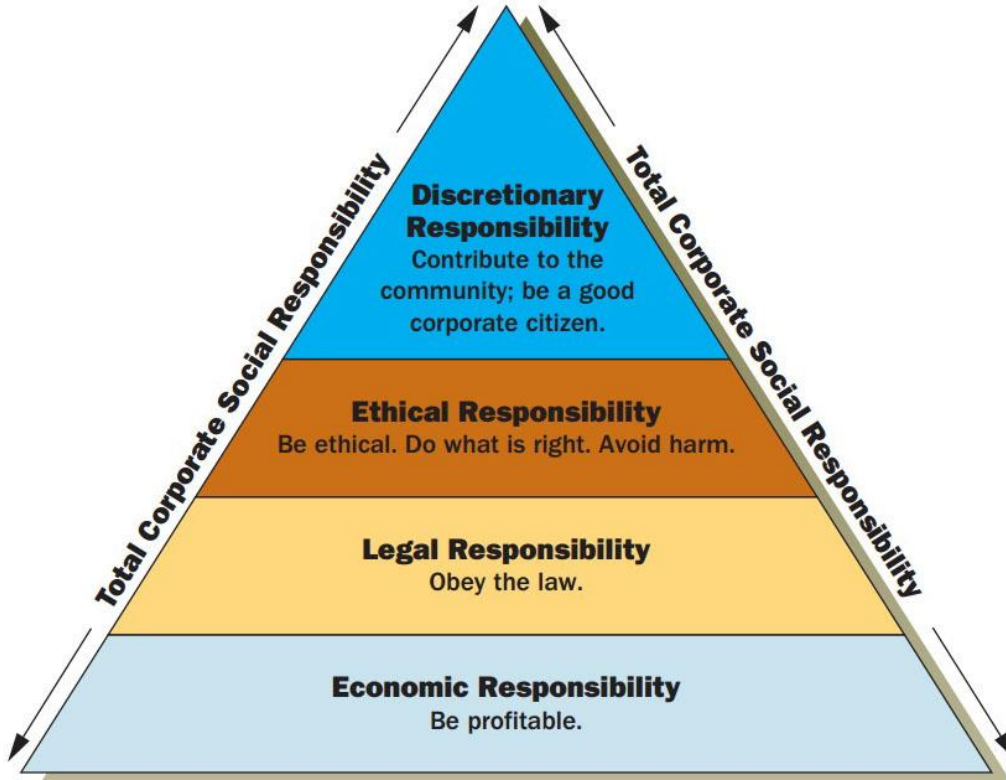 Total Corporate Social Responsibility
Total Corporate Social Responsibility
Discretionary
Responsibility
Contribute to the
community; be a good
corporate citizen.
Ethical Responsibility
Be ethical. Do what is right. Avoid harm.
Legal Responsibility
Obey the law.
Economic Responsibility
Be profitable.